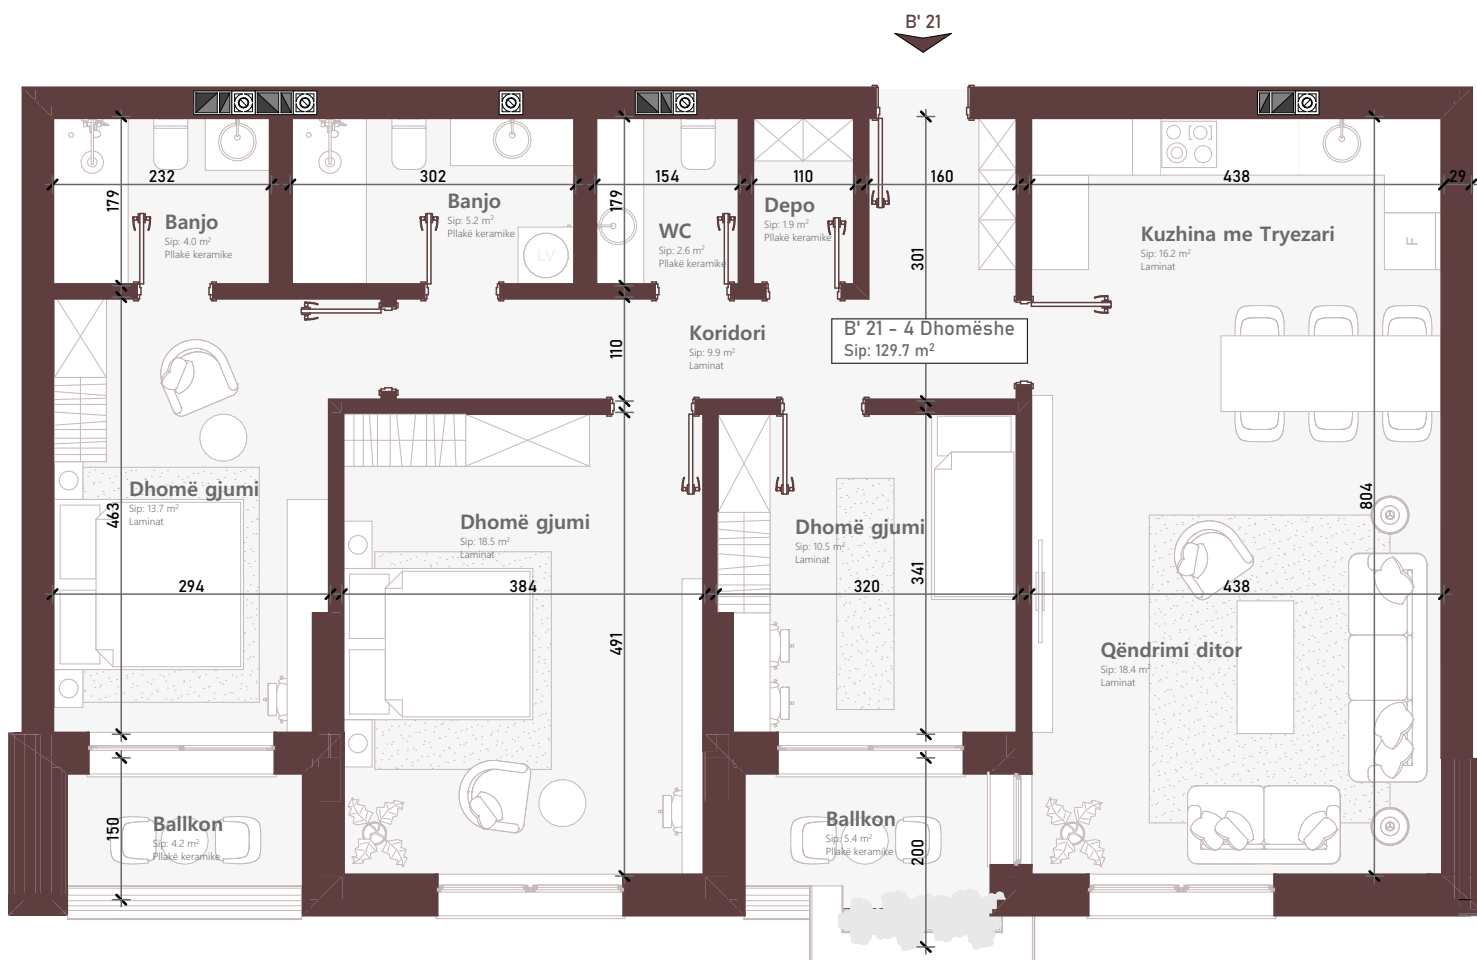 B' 21
232
302
154
110
160
438
29
179
179
Banjo
Sip: 4.0 m²
Pllakë keramike
Banjo
Sip: 5.2 m²
Pllakë keramike
LV
WC
Sip: 2.6 m²
Pllakë keramike
Depo
Sip: 1.9 m²
Pllakë keramike
301
Kuzhina me Tryezari
Sip: 16.2 m²
Laminat
F
110
Koridori
Sip: 9.9 m²
Laminat
B' 21 - 4 Dhomëshe
Sip: 129.7 m²
463
Dhomë gjumi
Sip: 13.7 m²
Laminat
Dhomë gjumi
Sip: 18.5 m²
Laminat
Dhomë gjumi
Sip: 10.5 m²
Laminat
341
804
294
384
320
438
491
Qëndrimi ditor
Sip: 18.4 m²
Laminat
150
Ballkon
Sip: 4.2 m²
Pllakë keramike
Ballkon
Sip: 5.4 m²
Pllakë keramike
200